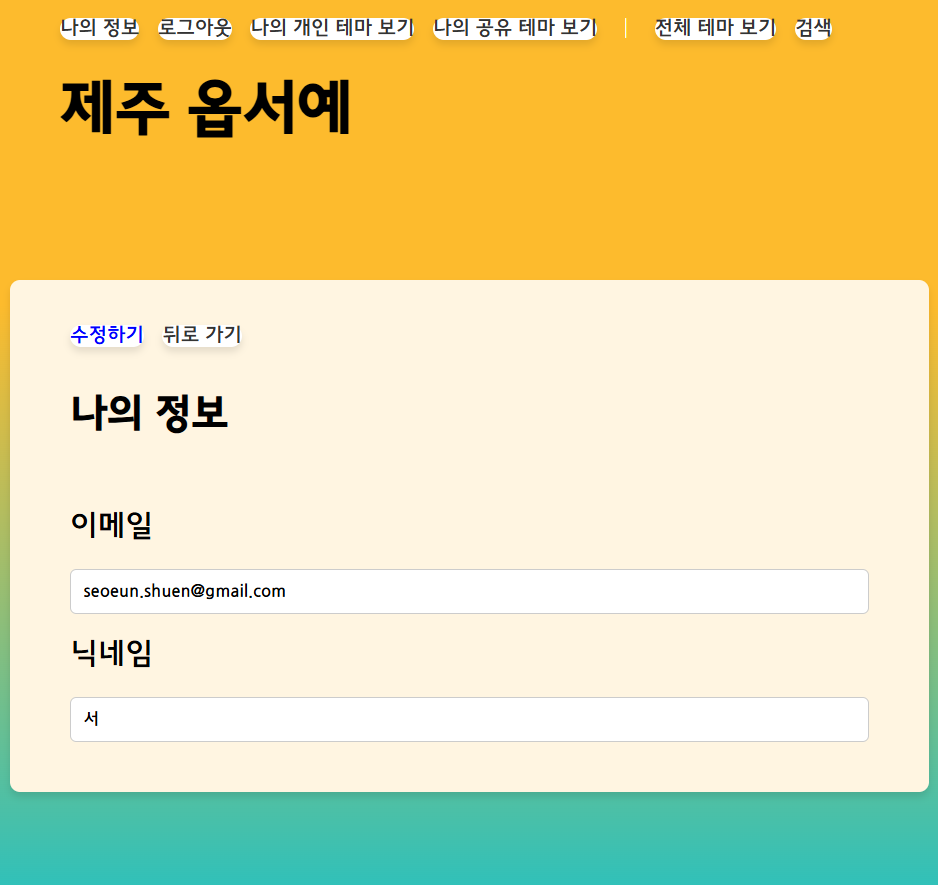 나의 정보 로그아웃 나의 개인 테마 보기 나의 공유 테마 보기 | 전체 테마 보기 검색
제주 옵서예
수정하기 뒤로 가기
나의 정보
이메일
seoeun.shuen@gmail.com
닉네임
서